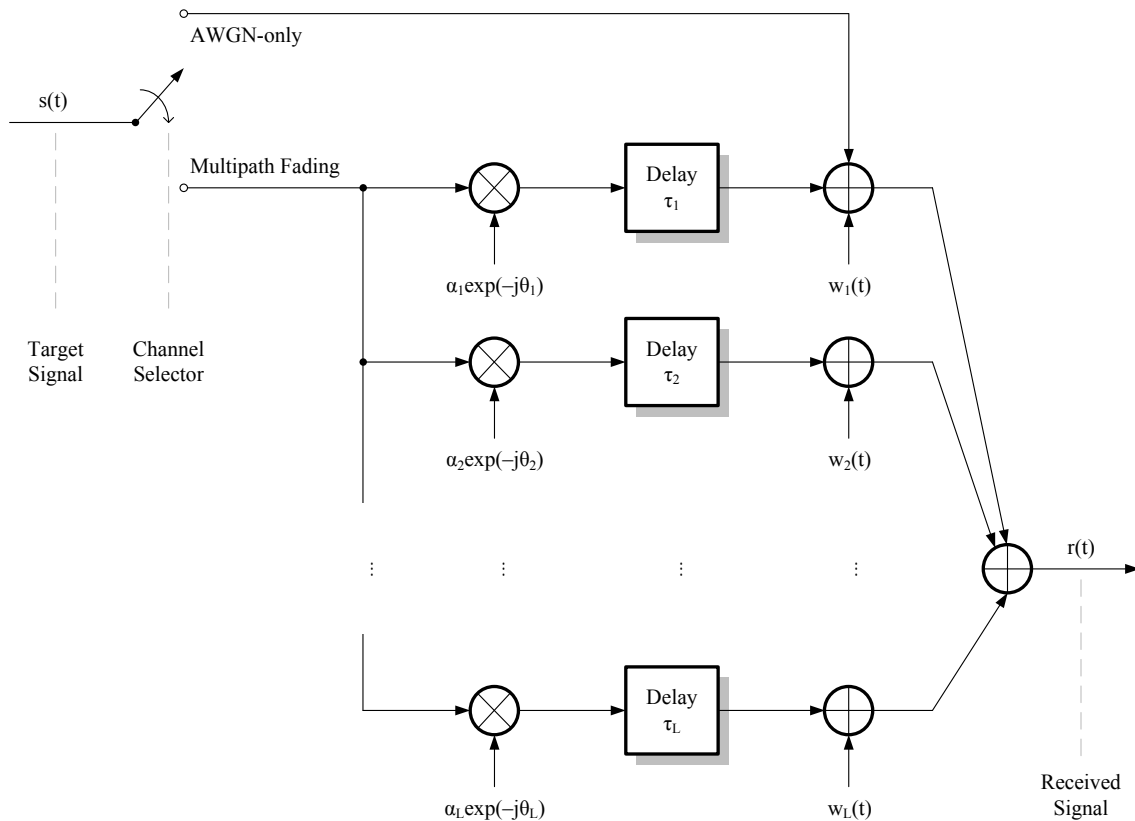 AWGN-only
s(t)
Multipath Fading
Delay
τ1
α1exp(–jθ1)
w1(t)
Target
Signal
Channel
Selector
Delay
τ2
α2exp(–jθ2)
w2(t)
r(t)
...
...
...
...
Delay
τL
αLexp(–jθL)
wL(t)
Received
Signal